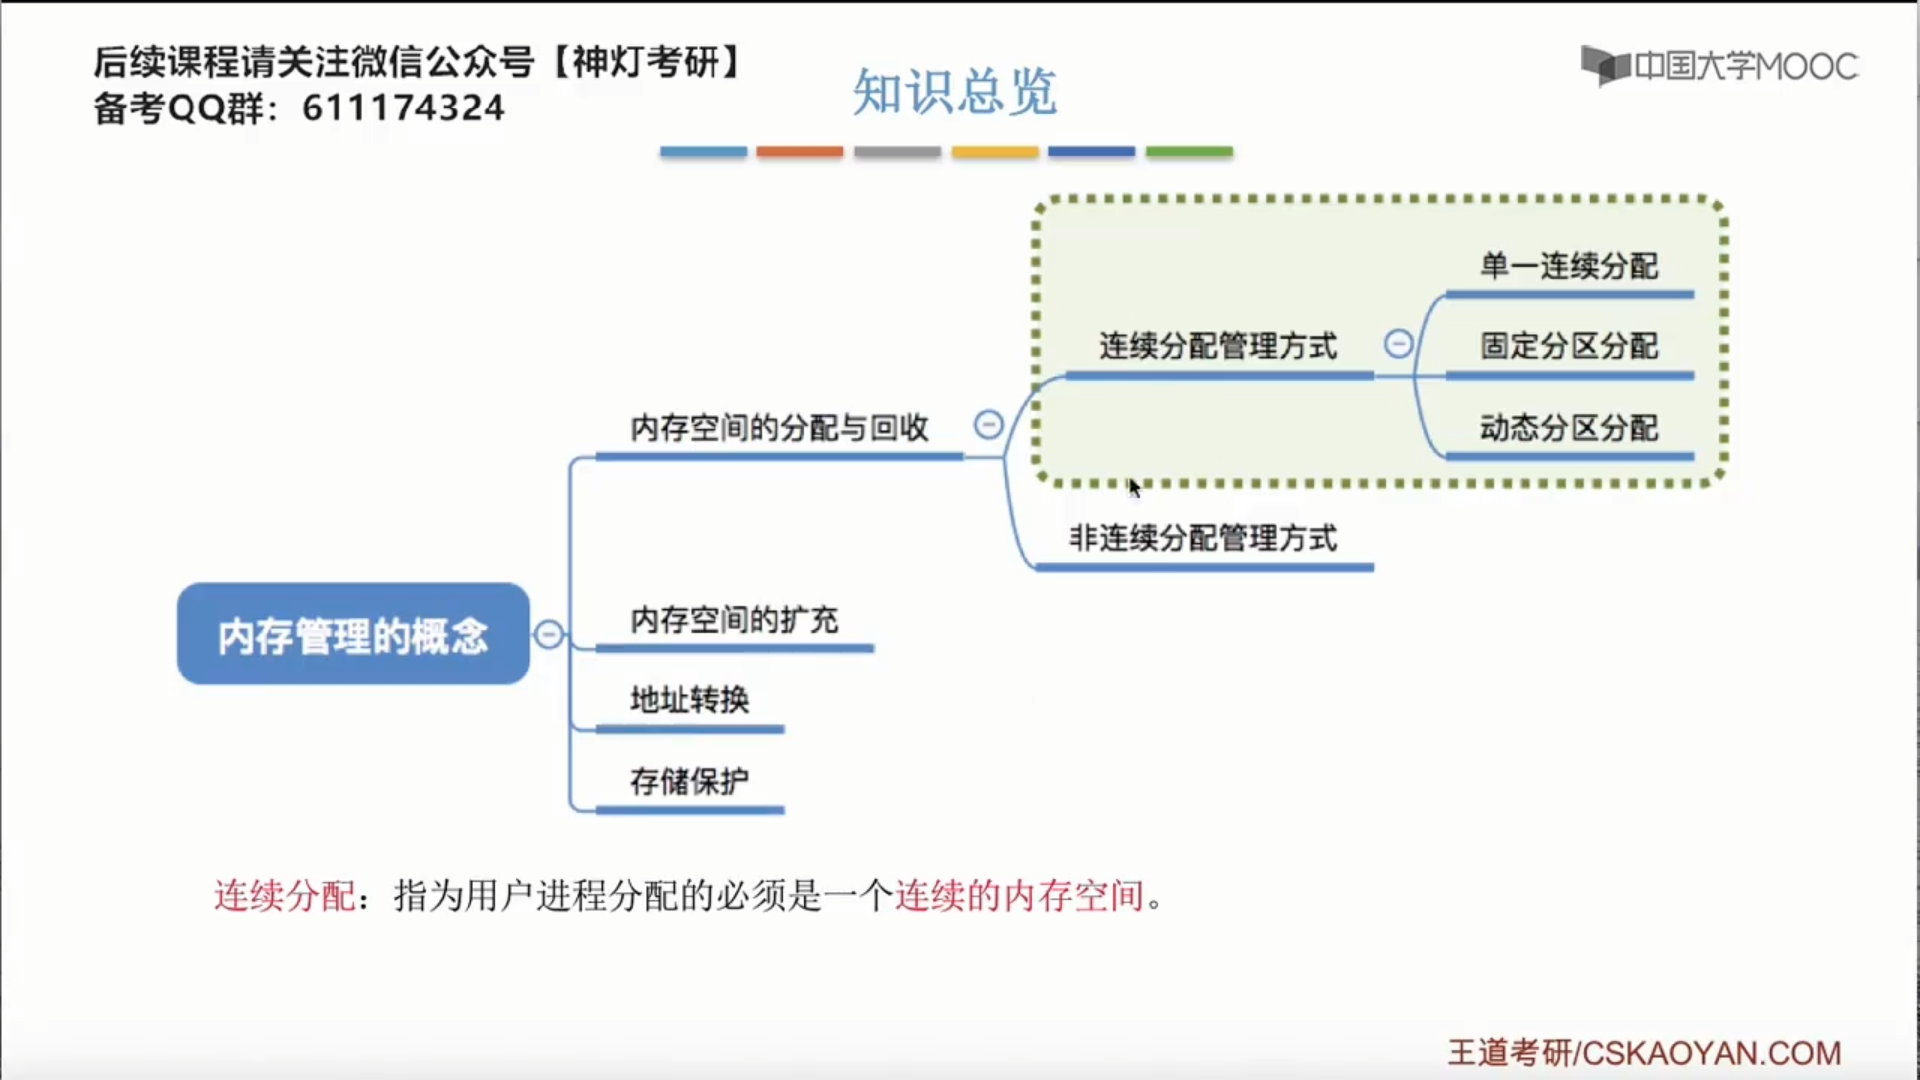 后续课程请关注微信公众号【神灯考研】
备考QQ群：611174324
知识总览
中国大学MOOC
单一连续分配
连续分配管理方式
固定分区分配
内存空间的分配与回收
动态分区分配
非连续分配管理方式
内存管理的概念
内存空间的扩充
地址转换
存储保护
连续分配：指为用户进程分配的必须是一个连续的内存空间。
王道考研/CSKAOYAN.COM